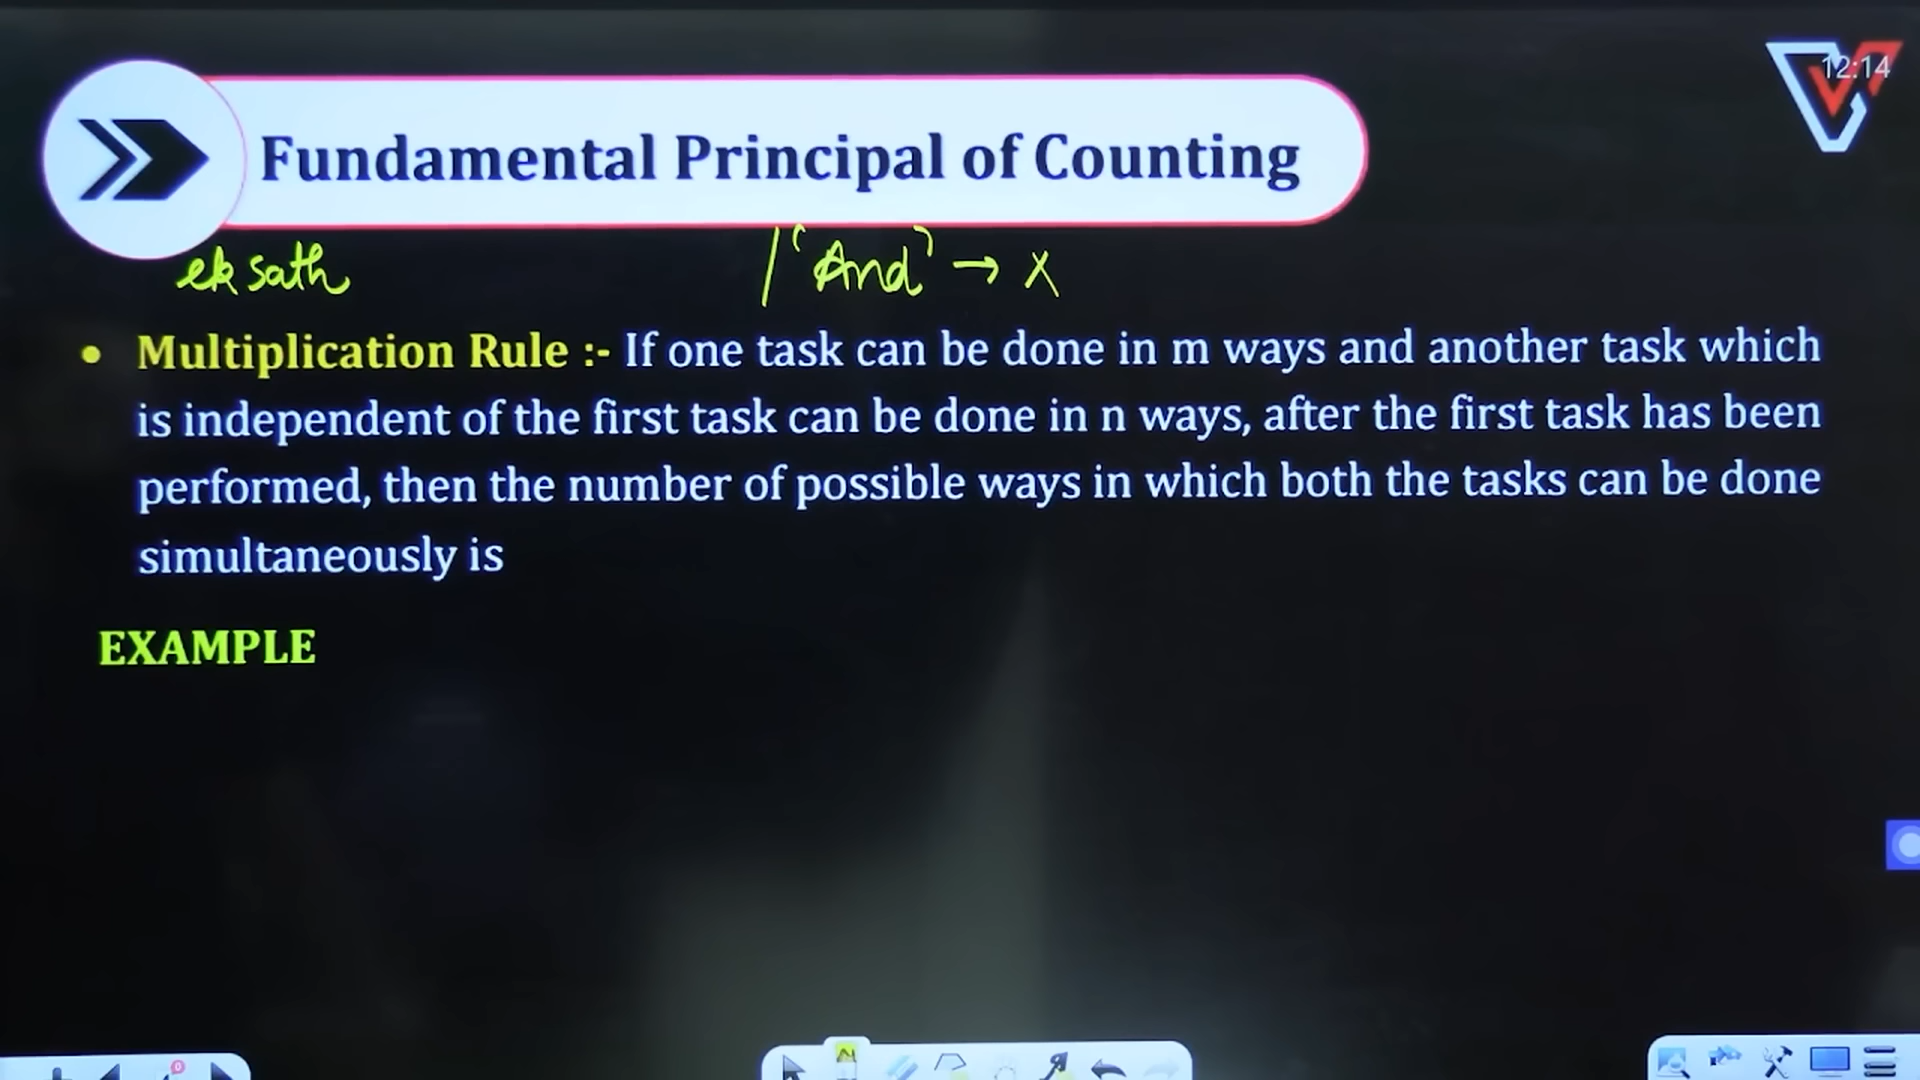 12:14
Fundamental Principal of Counting
ek sath / 'And' → X
• Multiplication Rule :- If one task can be done in m ways and another task which
is independent of the first task can be done in n ways, after the first task has been
performed, then the number of possible ways in which both the tasks can be done
simultaneously is
EXAMPLE
0